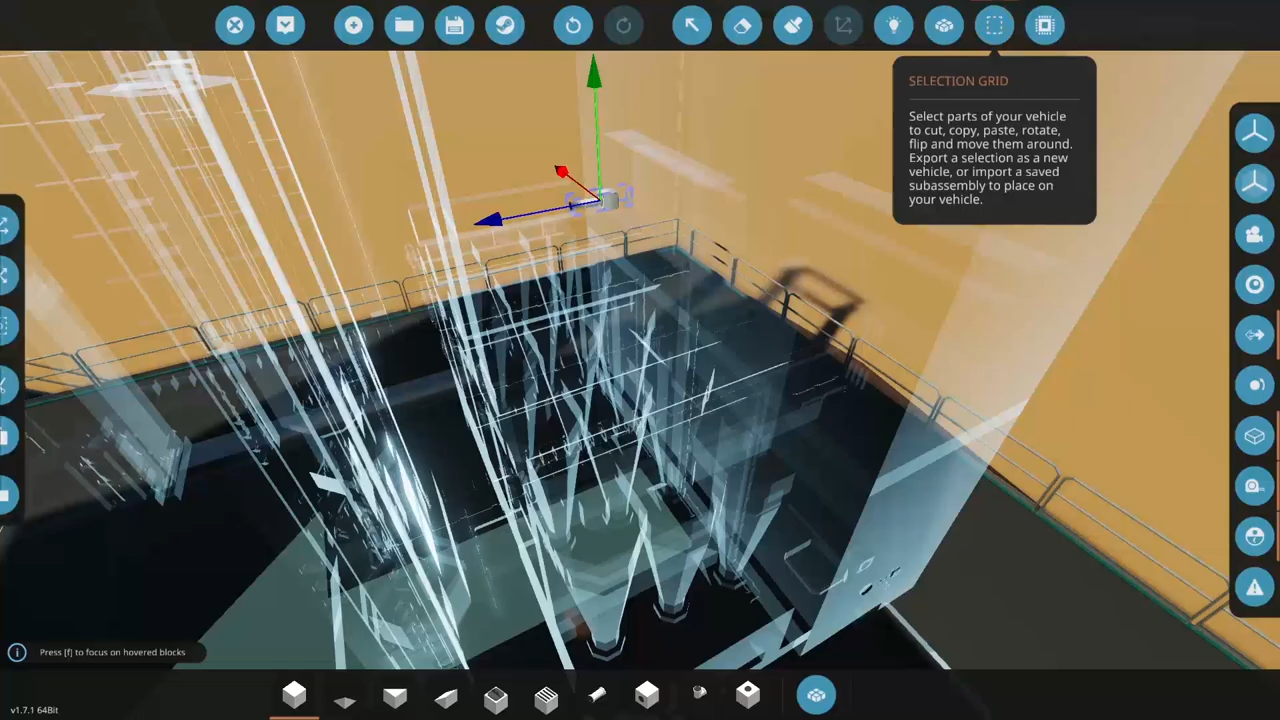 SELECTION GRID
Select parts of your vehicle
to cut, copy, paste, rotate,
flip and move them around.
Export a selection as a new
vehicle, or import a saved
subassembly to place on
your vehicle.
Press [f] to focus on hovered blocks
v1.7.1 64Bit